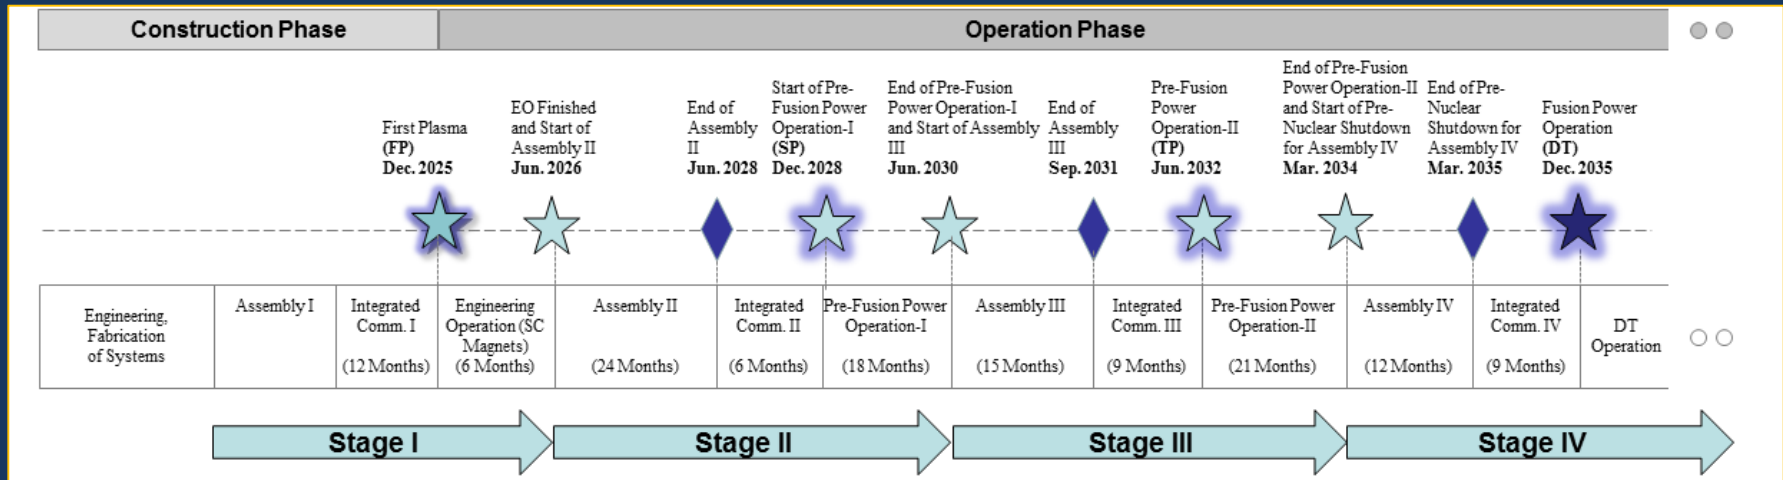 Construction Phase
Operation Phase
First Plasma
(FP)
Dec. 2025
EO Finished
and Start of
Assembly II
Jun. 2026
End of
Assembly
II
Jun. 2028
Start of Pre-
Fusion Power
Operation-I
(SP)
Dec. 2028
End of Pre-Fusion
Power Operation-I
and Start of Assembly
III
Jun. 2030
End of
Assembly
III
Sep. 2031
Pre-Fusion
Power
Operation-II
(TP)
Jun. 2032
End of Pre-Fusion
Power Operation-II
and Start of Pre-
Nuclear Shutdown
for Assembly IV
Mar. 2034
End of Pre-
Nuclear
Shutdown for
Assembly IV
Mar. 2035
Fusion Power
Operation
(DT)
Dec. 2035
Engineering,
Fabrication
of Systems
Assembly I
Integrated
Comm. I
(12 Months)
Engineering
Operation (SC
Magnets)
(6 Months)
Assembly II
(24 Months)
Integrated
Comm. II
(6 Months)
Pre-Fusion Power
Operation-I
(18 Months)
Assembly III
(15 Months)
Integrated
Comm. III
(9 Months)
Pre-Fusion Power
Operation-II
(21 Months)
Assembly IV
(12 Months)
Integrated
Comm. IV
(9 Months)
DT
Operation
Stage I
Stage II
Stage III
Stage IV